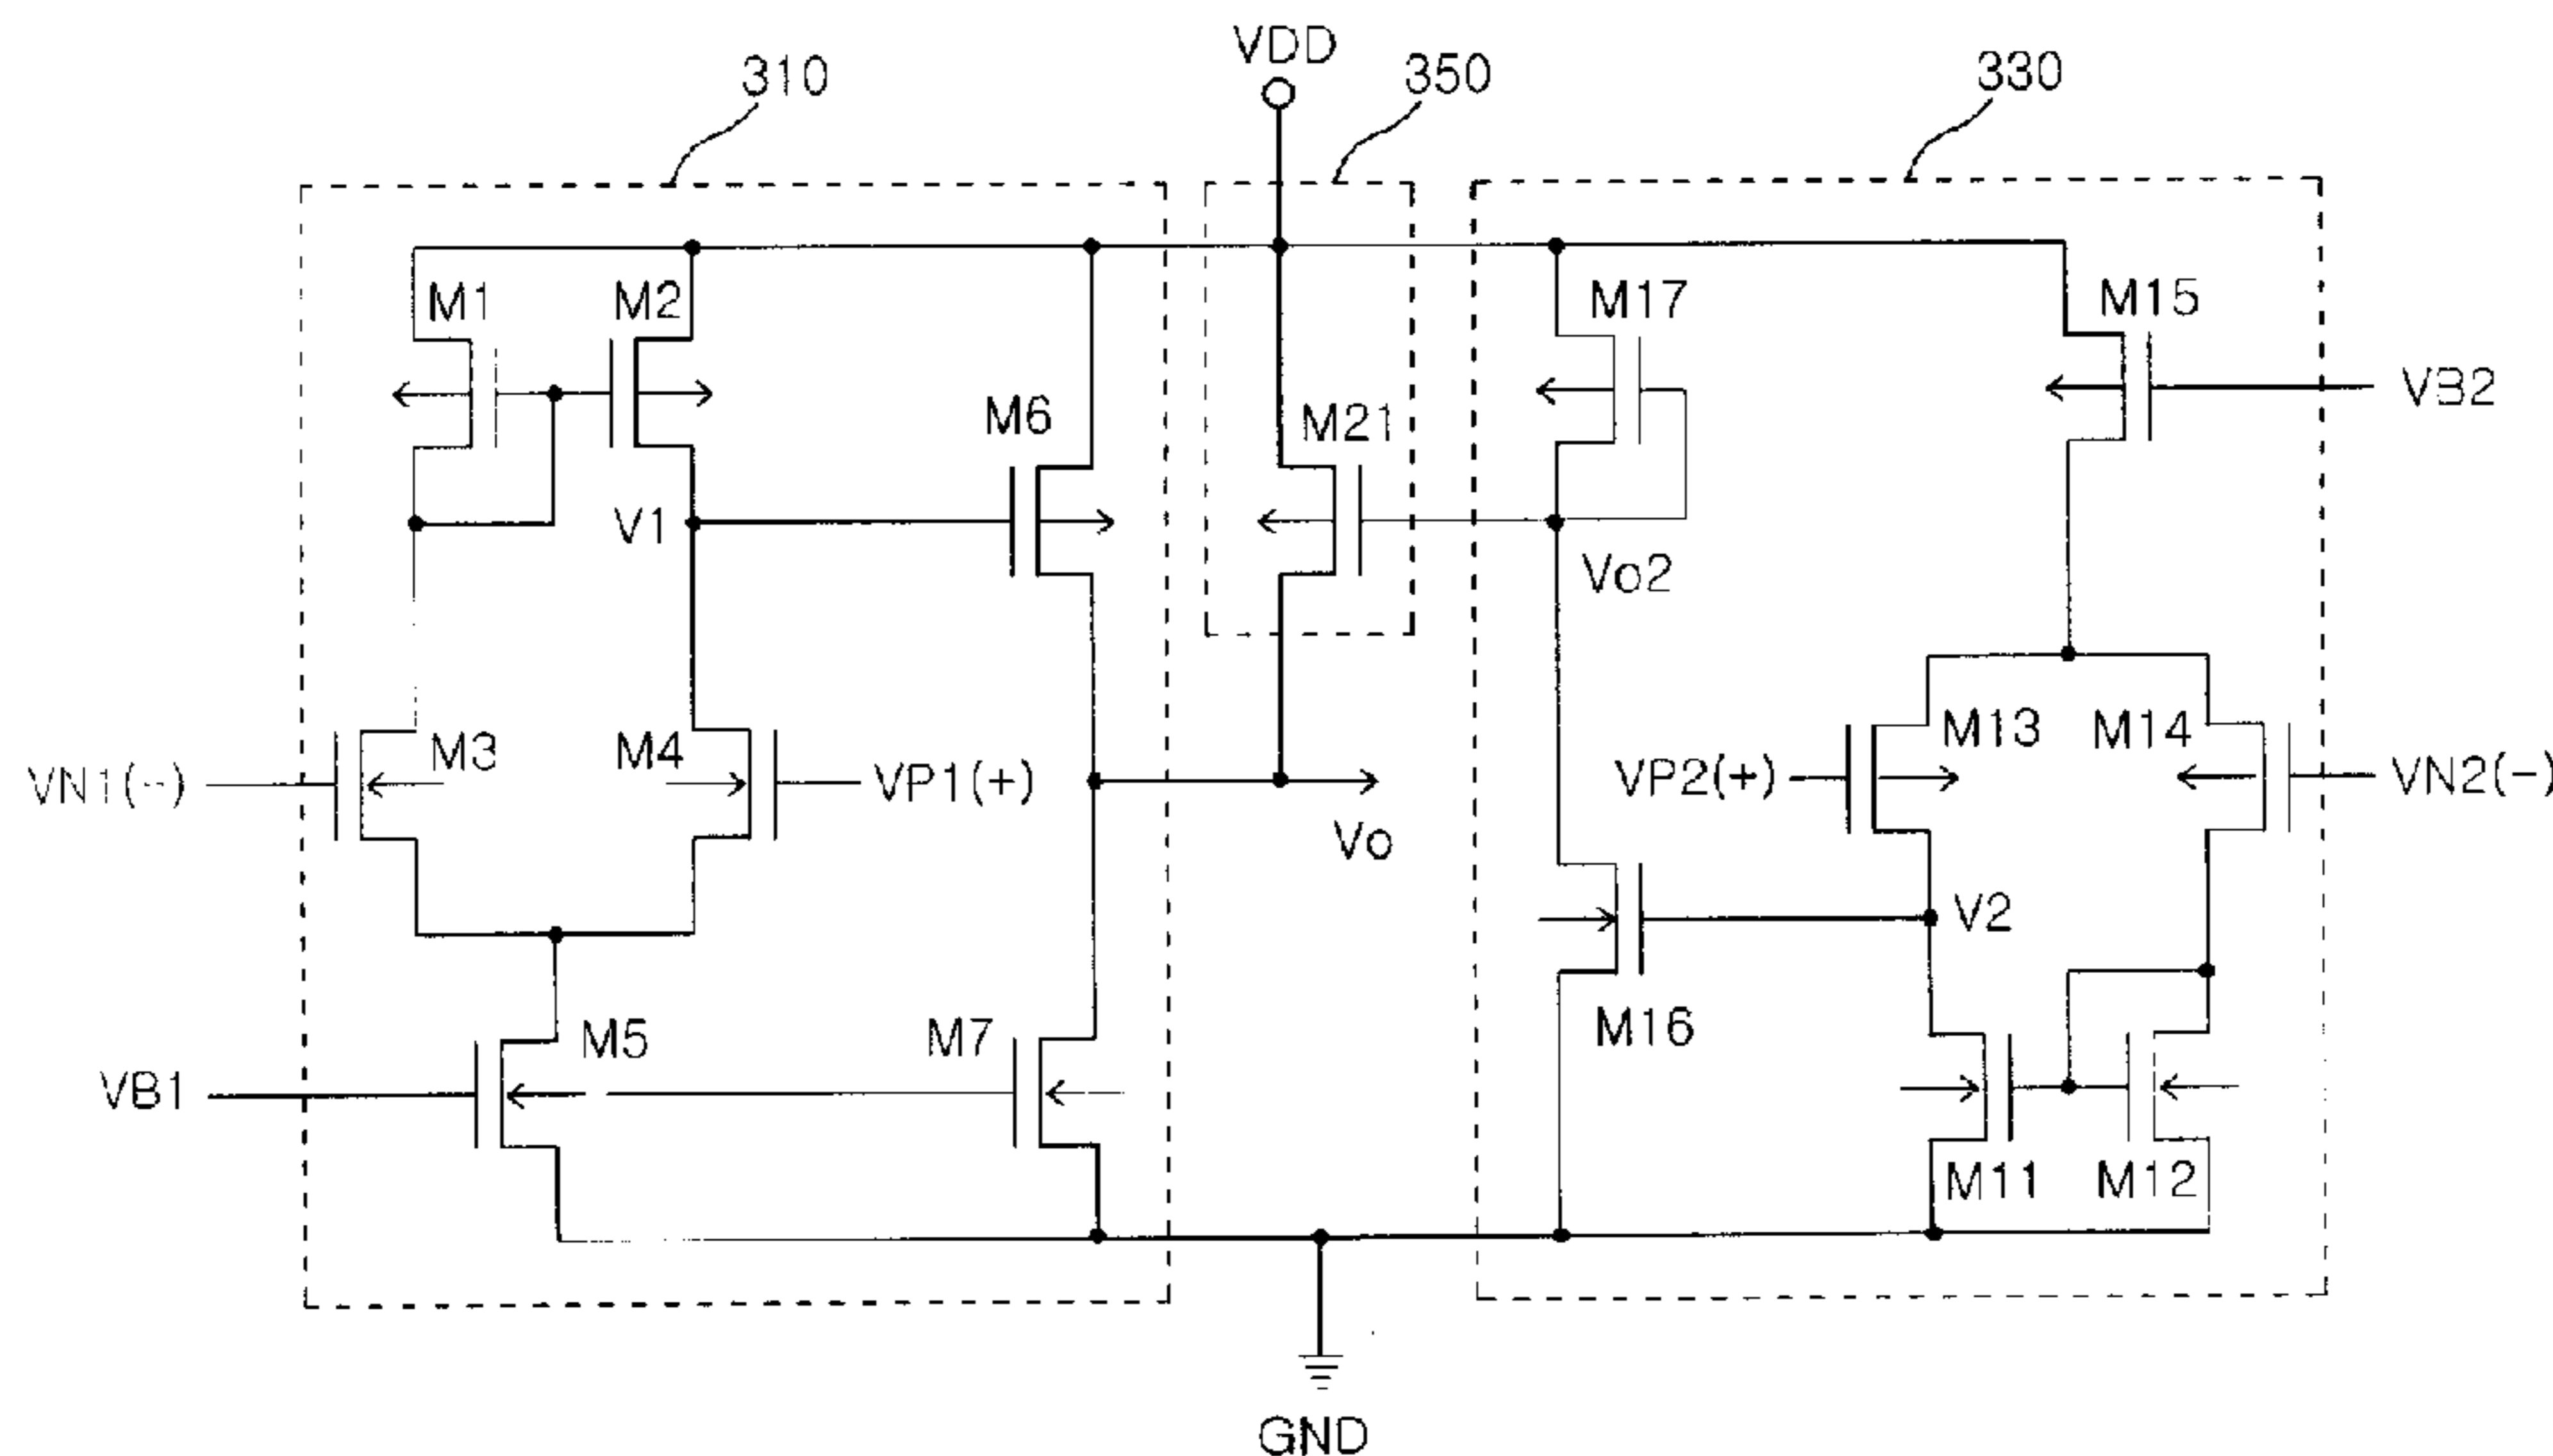 VDD
310
350
330
M1
M2
M17
M15
VB2
M6
M21
V1
Vo2
M3
M4
M13
M14
VN1(-)
VP1(+)
VP2(+)
VN2(-)
Vo
V2
M16
M5
M7
VB1
M11
M12
GND